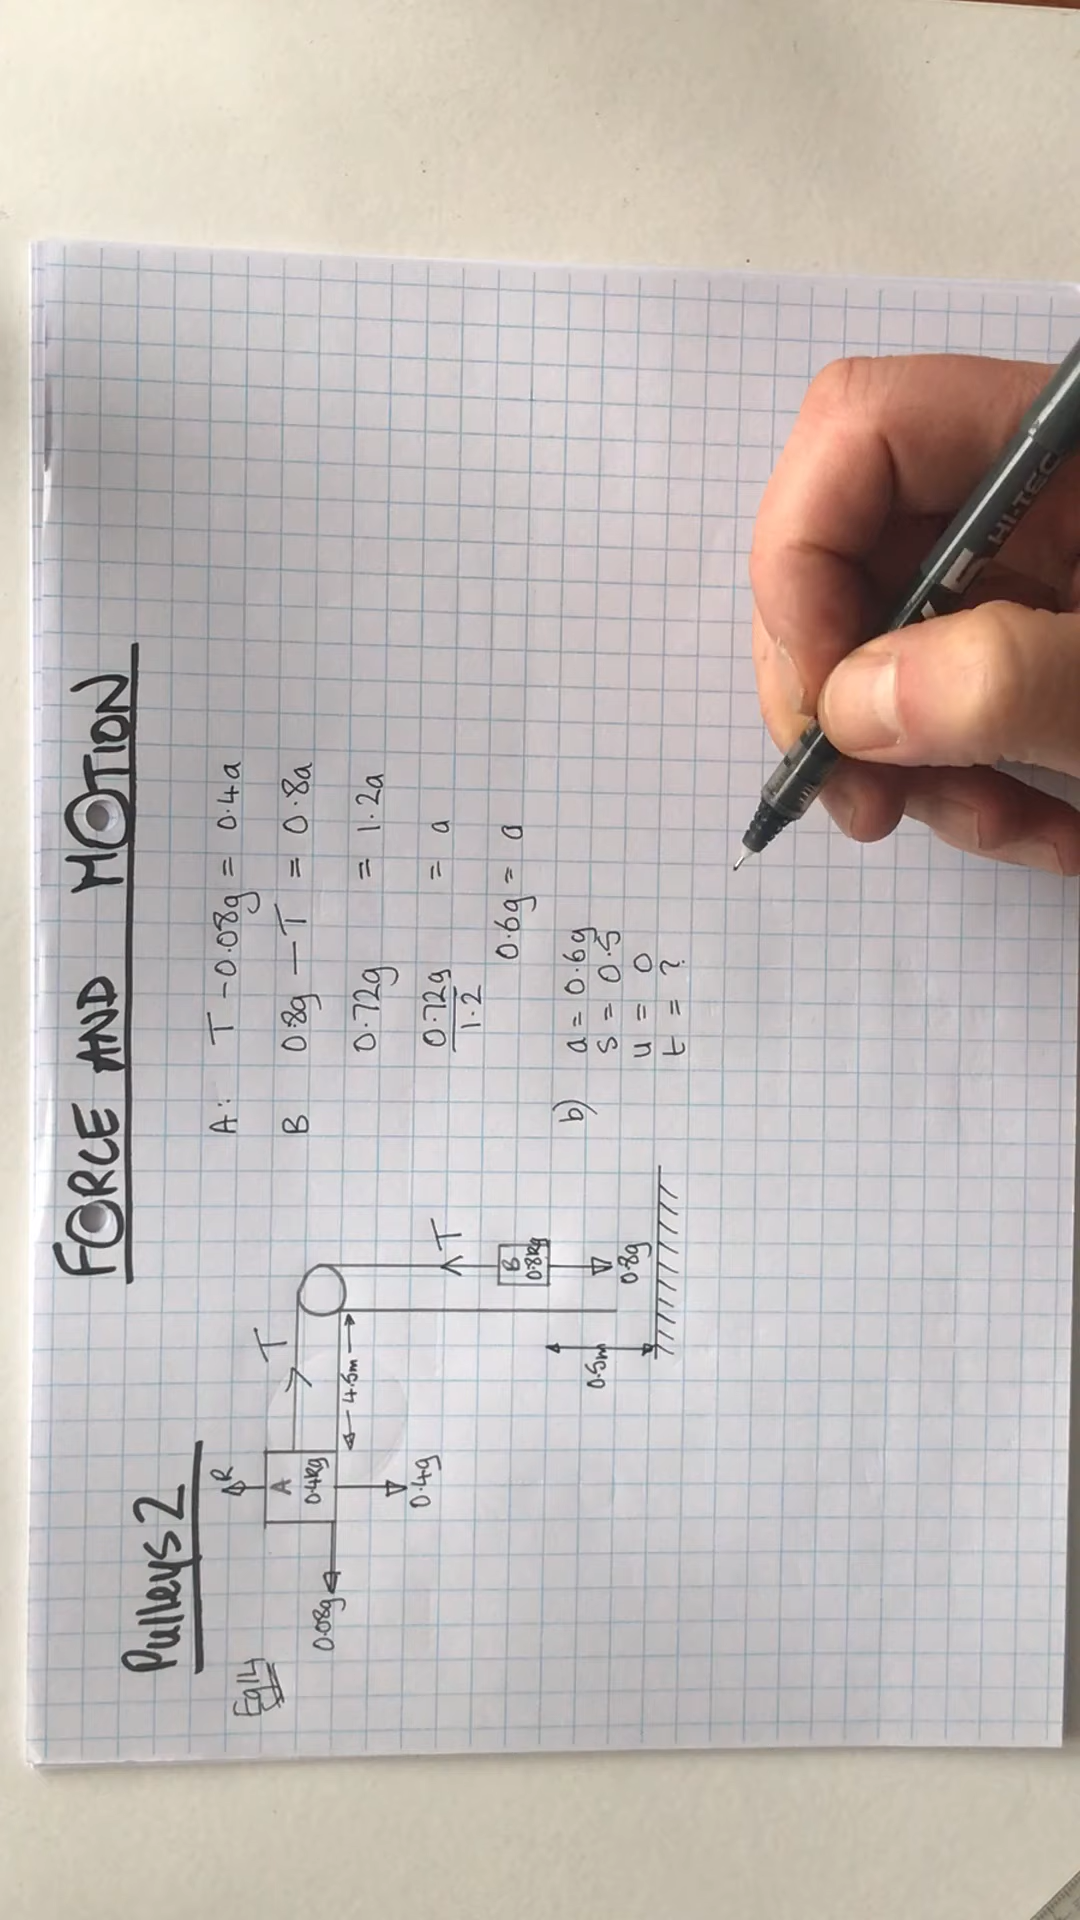 FORCE AND MOTION
Pulleys 2
Eg 14
R
T
A
0.4kg
0.08g
4.5m
0.4g
T
B
0.8kg
0.8g
0.5m
A: T - 0.08g = 0.4a
B 0.8g - T = 0.8a
0.72g = 1.2a
0.72g
1.2
= a
0.6g = a
b) a = 0.6g
s = 0.5
u = 0
t = ?
HI-TEC